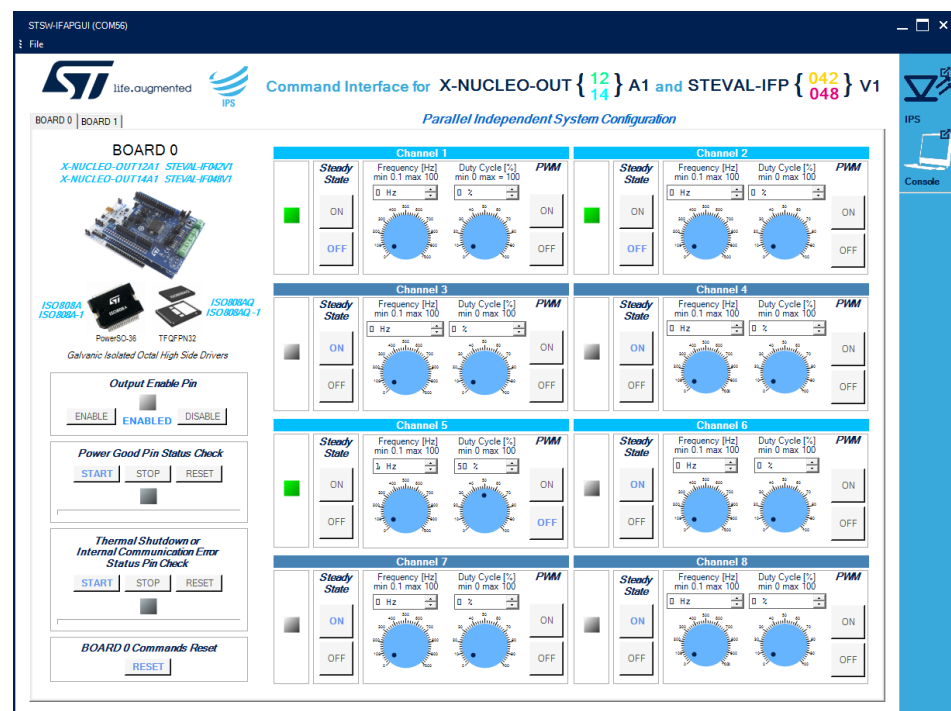 STSW-IFAPGUI (COM56)
File
life.augmented
IPS
Command Interface for X-NUCLEO-OUT { 12 14 } A1 and STEVAL-IFP { 042 048 } V1
IPS
Console
BOARD 0 BOARD 1
Parallel Independent System Configuration
BOARD 0
X-NUCLEO-OUT12A1 STEVAL-IF042V1
X-NUCLEO-OUT14A1 STEVAL-IF048V1
ISO808A
ISO808A-1
ISO808AQ
ISO808AQ-1
PowerSO-36 TFQFPN32
Galvanic Isolated Octal High Side Drivers
Output Enable Pin
ENABLE ENABLED DISABLE
Power Good Pin Status Check
START STOP RESET
Thermal Shutdown or
Internal Communication Error
Status Pin Check
START STOP RESET
BOARD 0 Commands Reset
RESET
Channel 1
Steady State
Frequency [Hz]
min 0.1 max 100
Duty Cycle [%]
min 0 max = 100
PWM
0 Hz
0 %
ON
OFF
ON
OFF
Channel 2
Steady State
Frequency [Hz]
min 0.1 max 100
Duty Cycle [%]
min 0 max 100
PWM
0 Hz
0 %
ON
OFF
ON
OFF
Channel 3
Steady State
Frequency [Hz]
min 0.1 max 100
Duty Cycle [%]
min 0 max 100
PWM
0 Hz
0 %
ON
OFF
ON
OFF
Channel 4
Steady State
Frequency [Hz]
min 0.1 max 100
Duty Cycle [%]
min 0 max 100
PWM
0 Hz
0 %
ON
OFF
ON
OFF
Channel 5
Steady State
Frequency [Hz]
min 0.1 max 100
Duty Cycle [%]
min 0 max 100
PWM
1 Hz
50 %
ON
OFF
ON
OFF
Channel 6
Steady State
Frequency [Hz]
min 0.1 max 100
Duty Cycle [%]
min 0 max 100
PWM
0 Hz
0 %
ON
OFF
ON
OFF
Channel 7
Steady State
Frequency [Hz]
min 0.1 max 100
Duty Cycle [%]
min 0 max 100
PWM
0 Hz
0 %
ON
OFF
ON
OFF
Channel 8
Steady State
Frequency [Hz]
min 0.1 max 100
Duty Cycle [%]
min 0 max 100
PWM
0 Hz
0 %
ON
OFF
ON
OFF